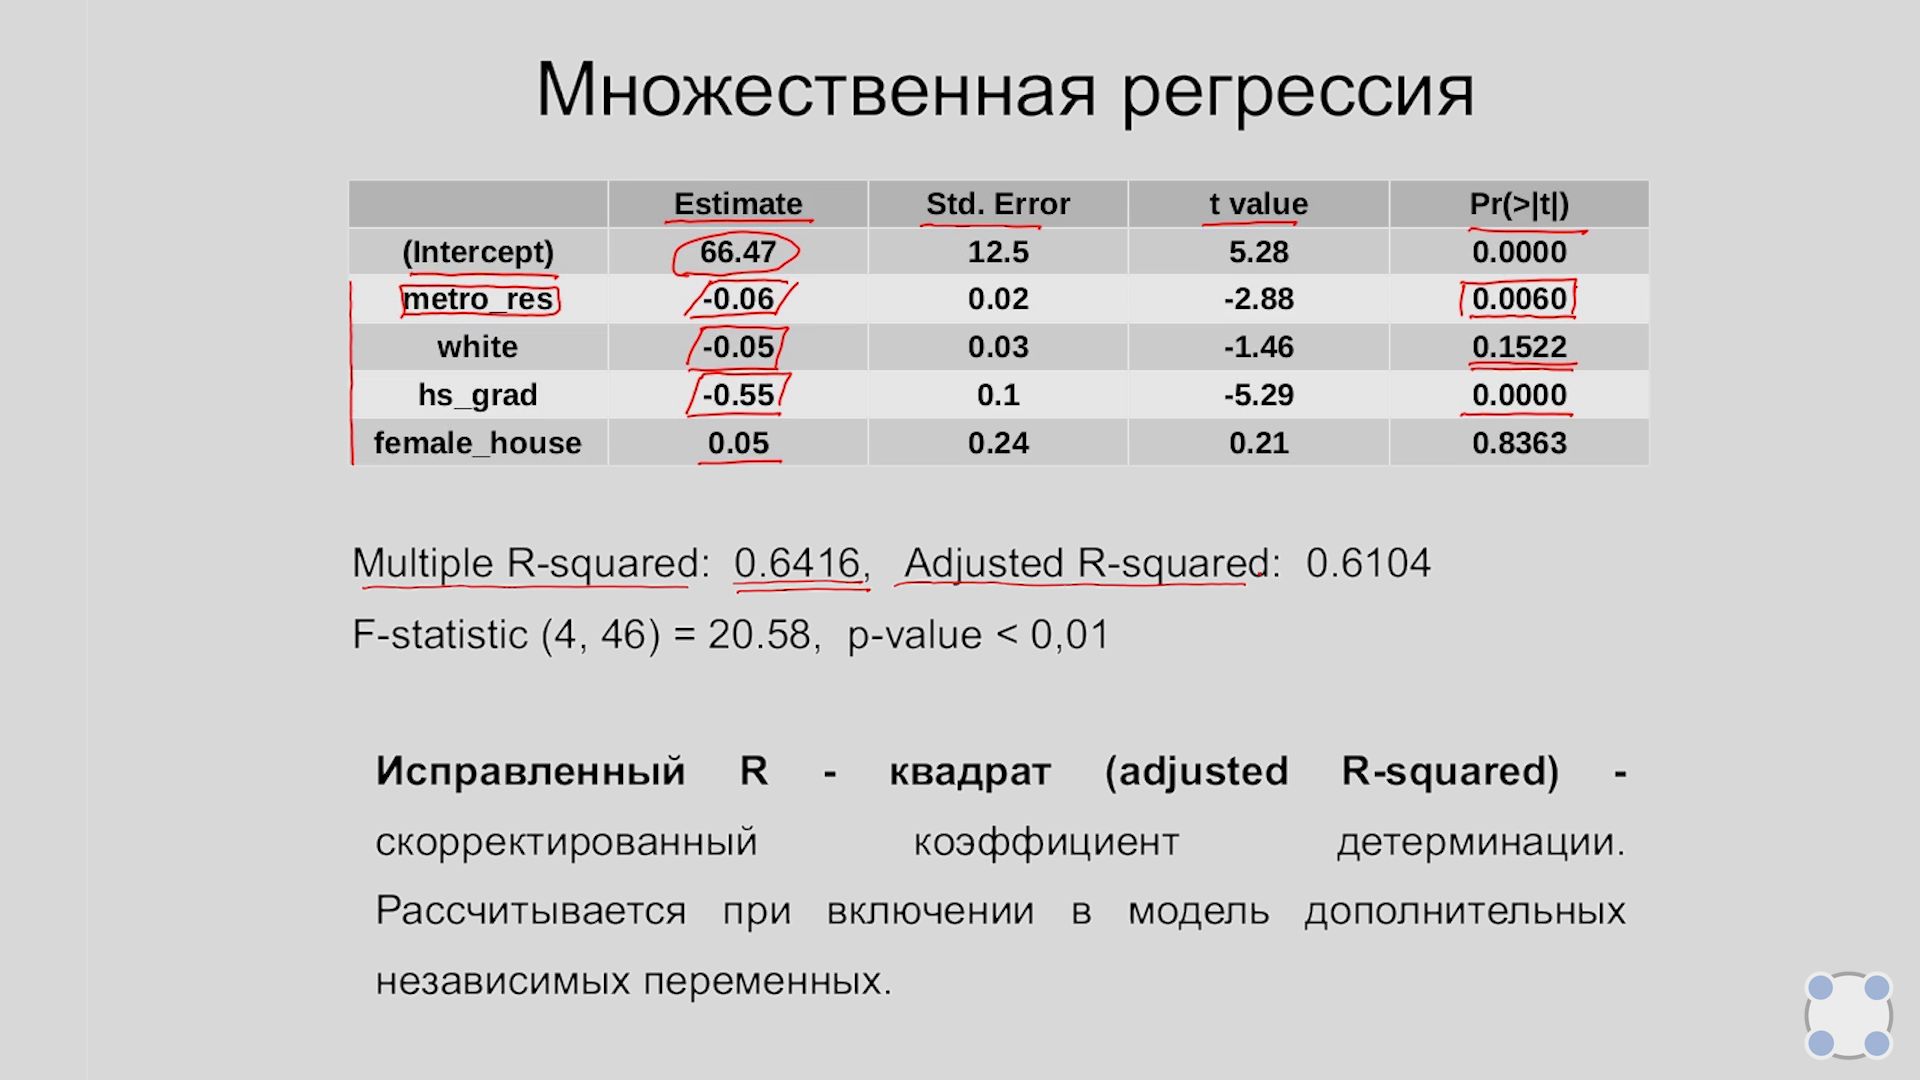 Множественная регрессия
Estimate Std. Error t value Pr(>|t|)
(Intercept) 66.47 12.5 5.28 0.0000
metro_res -0.06 0.02 -2.88 0.0060
white -0.05 0.03 -1.46 0.1522
hs_grad -0.55 0.1 -5.29 0.0000
female_house 0.05 0.24 0.21 0.8363
Multiple R-squared: 0.6416, Adjusted R-squared: 0.6104
F-statistic (4, 46) = 20.58, p-value < 0,01
Исправленный R - квадрат (adjusted R-squared) -
скорректированный коэффициент детерминации.
Рассчитывается при включении в модель дополнительных
независимых переменных.